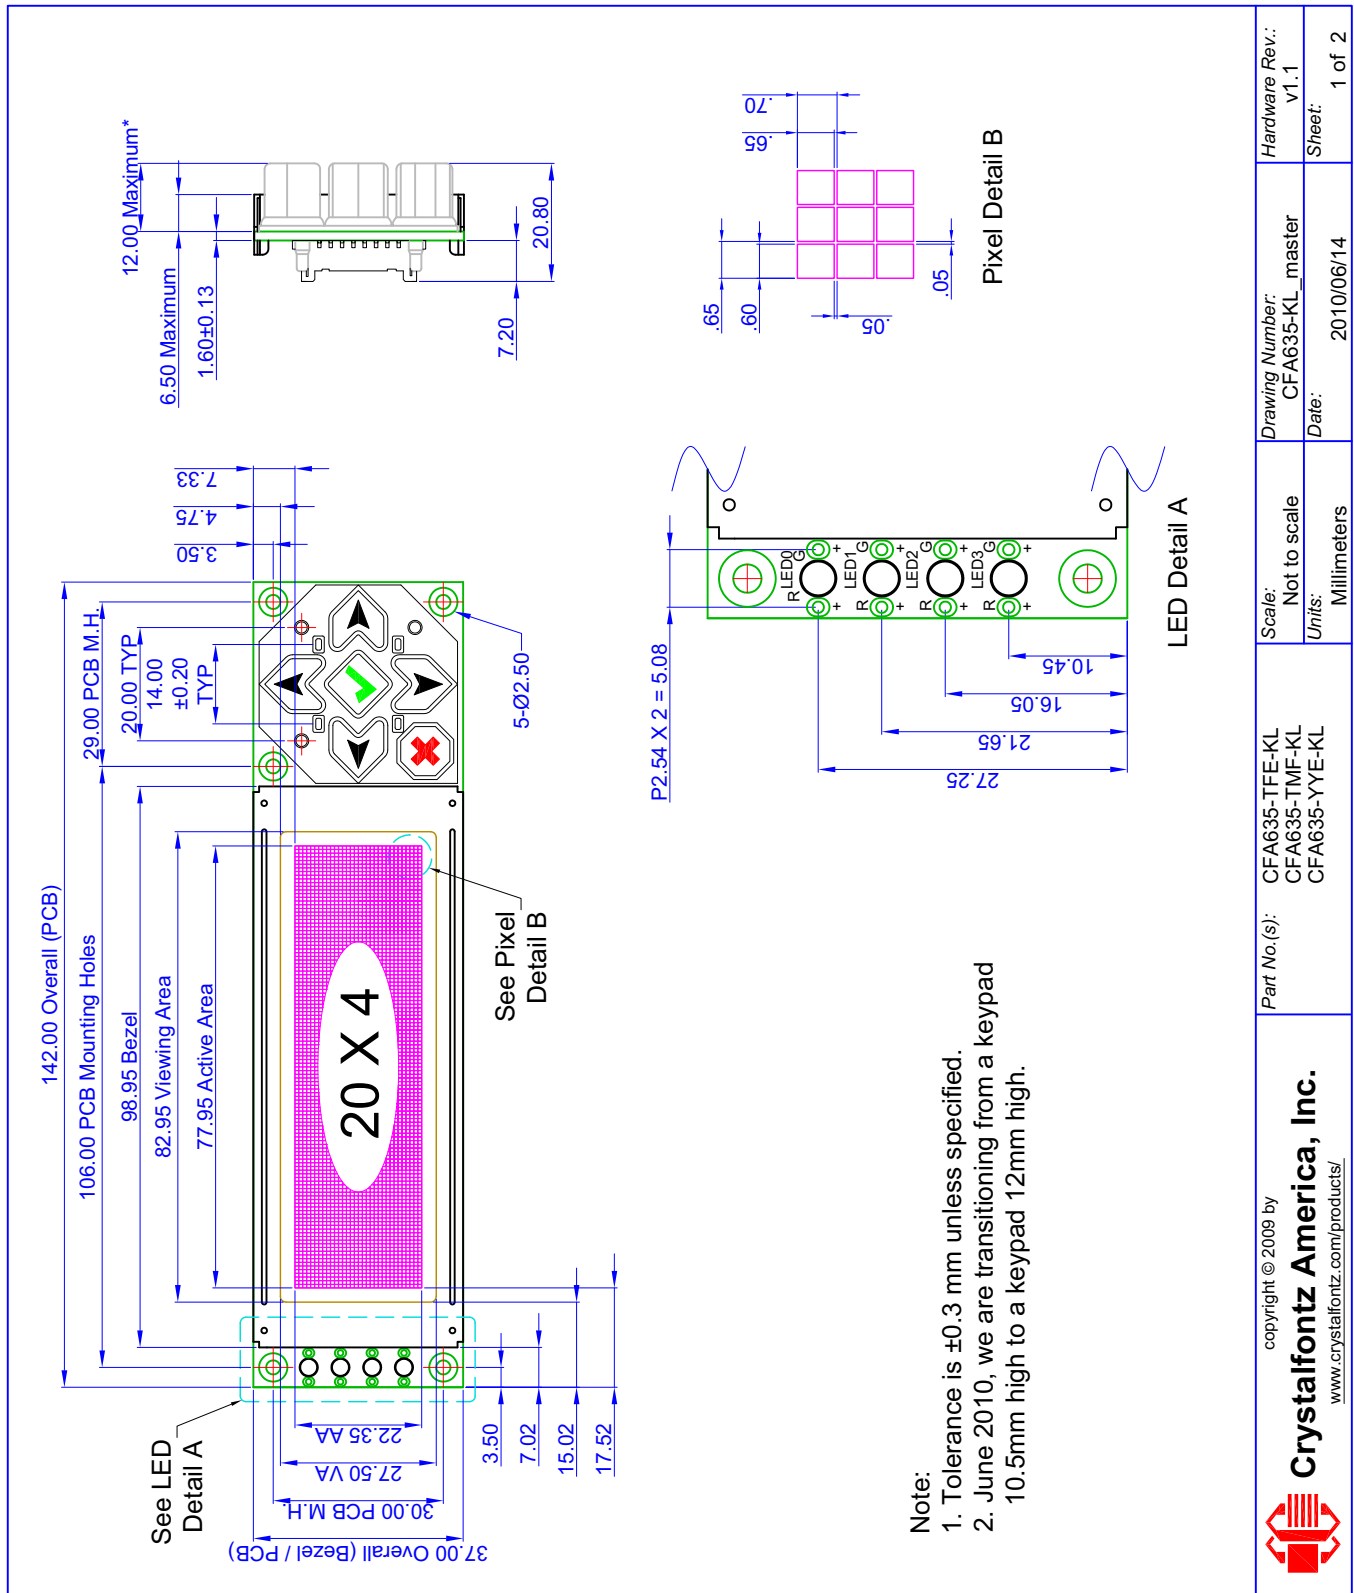 142.00 Overall (PCB)
106.00 PCB Mounting Holes
29.00 PCB M.H.
98.95 Bezel
20.00 TYP
82.95 Viewing Area
14.00
±0.20
TYP
77.95 Active Area
3.50
4.75
7.33
See LED
Detail A
37.00 Overall (Bezel / PCB)
30.00 PCB M.H.
27.50 VA
22.35 AA
3.50
7.02
15.02
17.52
20 X 4
See Pixel
Detail B
5-Ø2.50
12.00 Maximum*
6.50 Maximum
1.60±0.13
7.20
20.80
P2.54 X 2 = 5.08
R
LED0
G
+
+
R
LED1
G
+
+
R
LED2
G
+
+
R
LED3
G
+
+
27.25
21.65
16.05
10.45
LED Detail A
.70
.65
.65
.60
.05
.05
Pixel Detail B
Note:
1. Tolerance is ±0.3 mm unless specified.
2. June 2010, we are transitioning from a keypad
10.5mm high to a keypad 12mm high.
copyright © 2009 by
Crystalfontz America, Inc.
www.crystalfontz.com/products/
Part No.(s):
CFA635-TFE-KL
CFA635-TMF-KL
CFA635-YYE-KL
Scale:
Not to scale
Units:
Millimeters
Drawing Number:
CFA635-KL_master
Date:
2010/06/14
Hardware Rev.:
v1.1
Sheet:
1 of 2